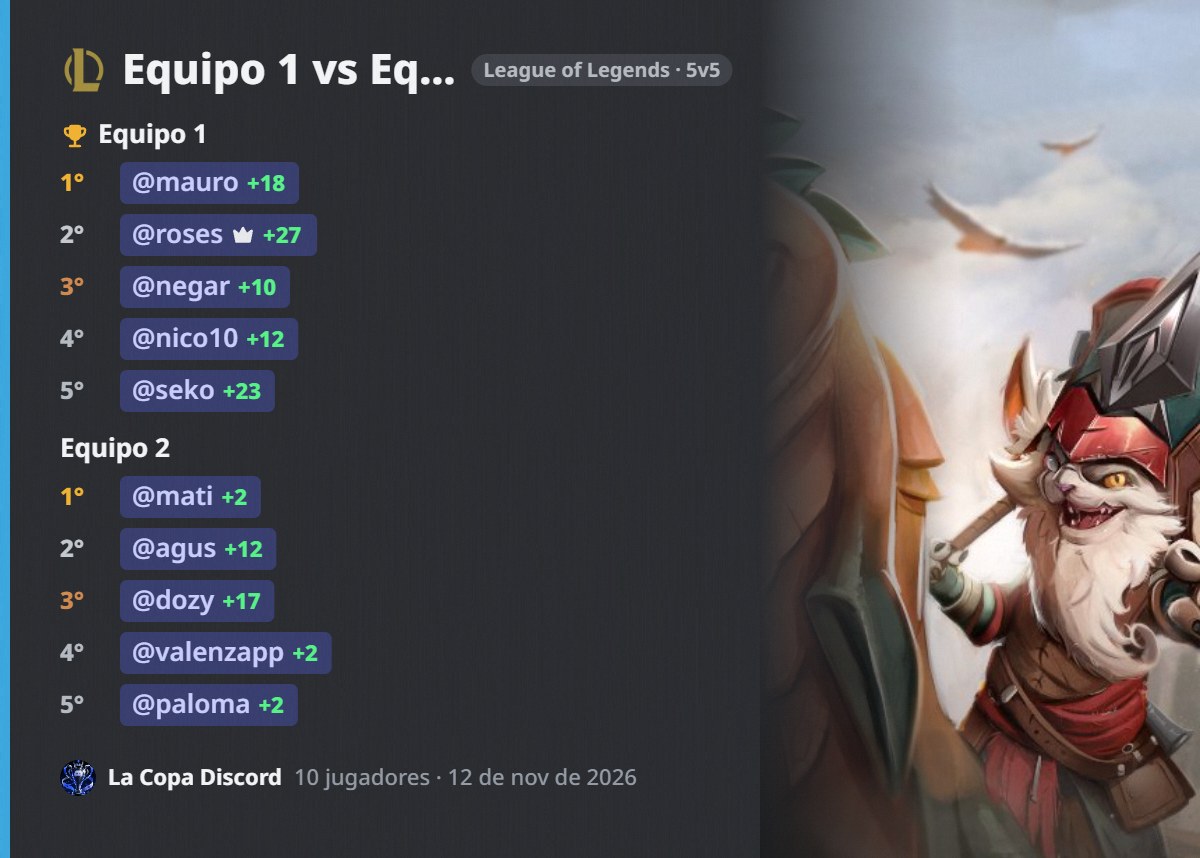 Equipo 1 vs Eq... League of Legends · 5v5
Equipo 1
1° @mauro +18
2° @roses +27
3° @negar +10
4° @nico10 +12
5° @seko +23
Equipo 2
1° @mati +2
2° @agus +12
3° @dozy +17
4° @valenzapp +2
5° @paloma +2
La Copa Discord 10 jugadores · 12 de nov de 2026